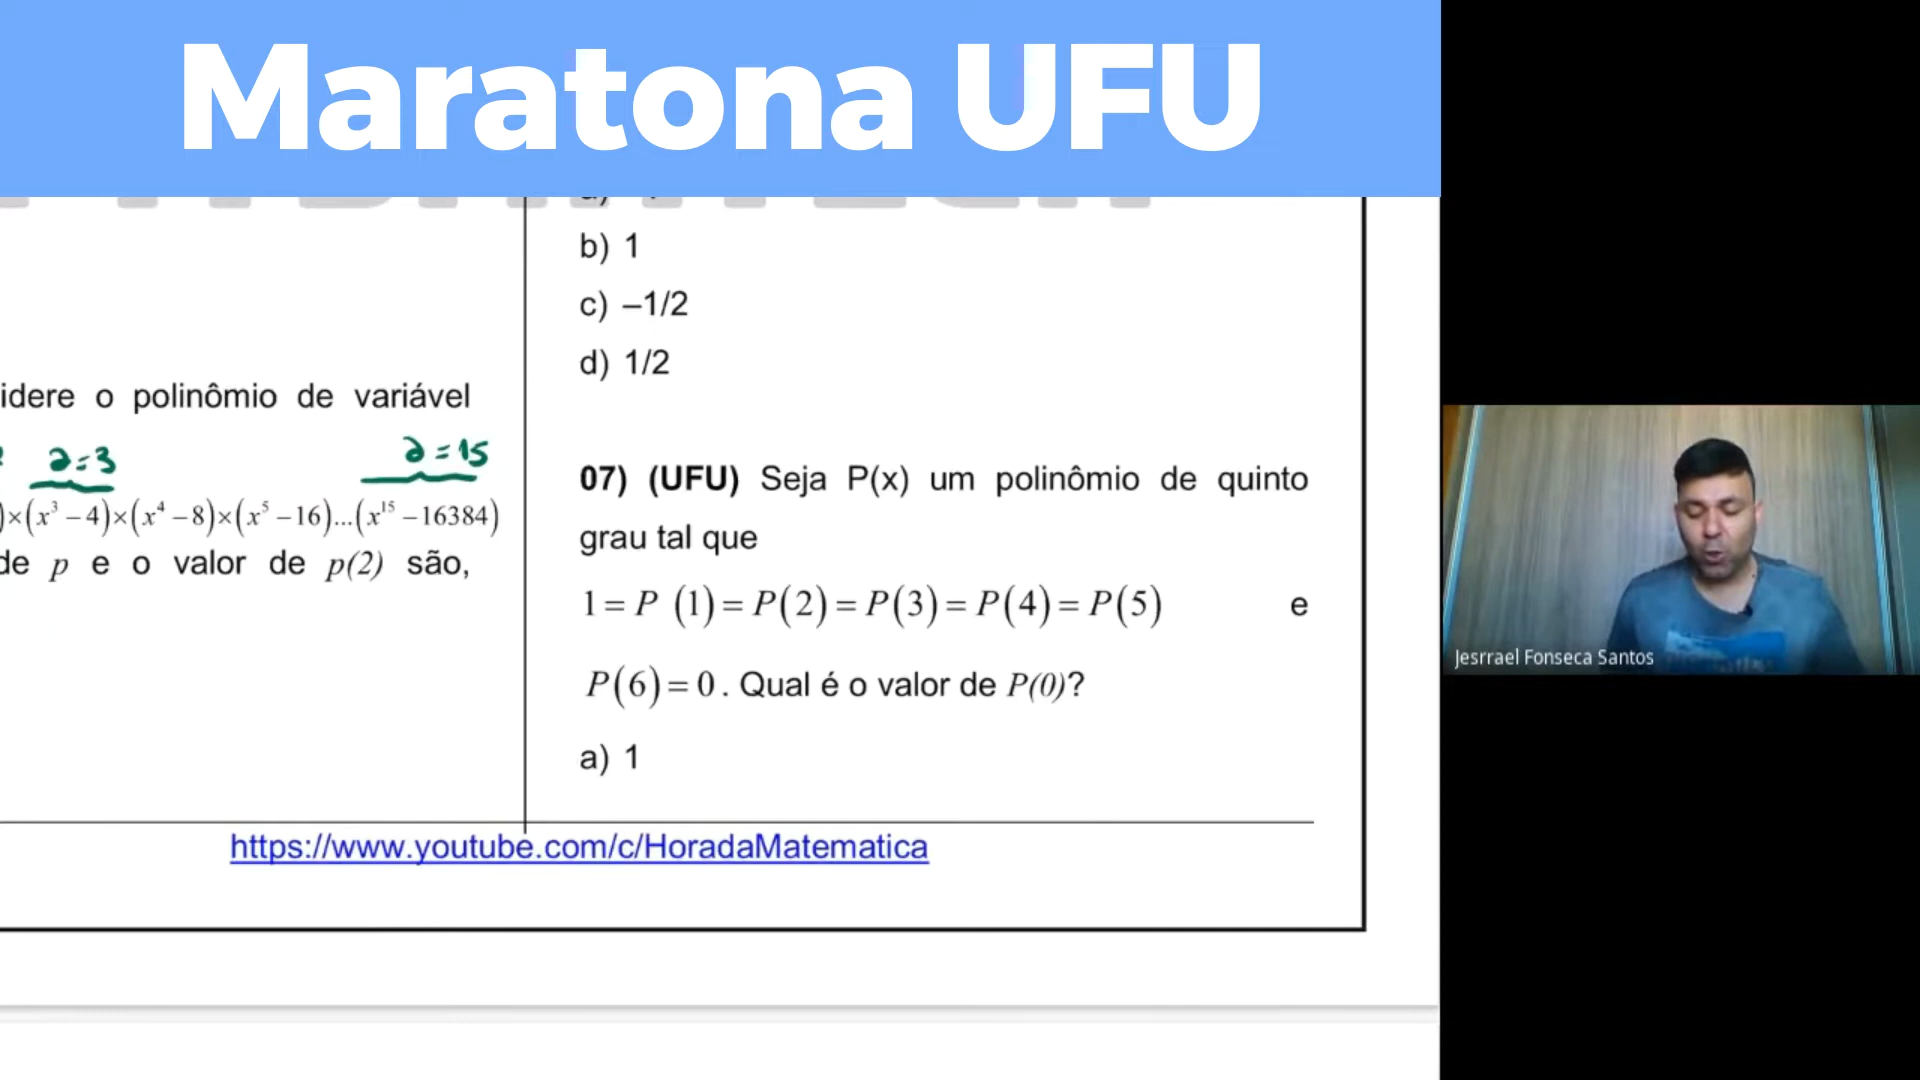 Maratona UFU
b) 1
c) –1/2
d) 1/2
idere o polinômio de variável
∂=3
∂=15
)×(x³ – 4)×(x⁴ – 8)×(x⁵ –16)...(x¹⁵ –16384)
de p e o valor de p(2) são,
07) (UFU) Seja P(x) um polinômio de quinto
grau tal que
1 = P (1) = P(2) = P(3) = P(4) = P(5) e
P(6) = 0 . Qual é o valor de P(0)?
a) 1
https://www.youtube.com/c/HoradaMatematica
Jesrrael Fonseca Santos